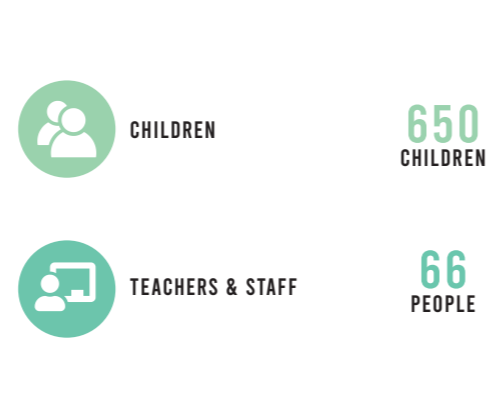 CHILDREN
650
CHILDREN
TEACHERS & STAFF
66
PEOPLE